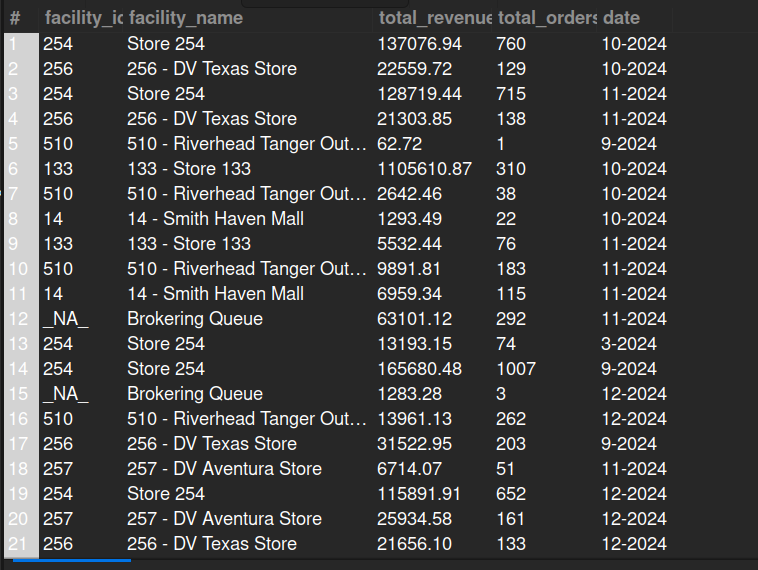 # facility_id facility_name total_revenue total_orders date
1 254 Store 254 137076.94 760 10-2024
2 256 256 - DV Texas Store 22559.72 129 10-2024
3 254 Store 254 128719.44 715 11-2024
4 256 256 - DV Texas Store 21303.85 138 11-2024
5 510 510 - Riverhead Tanger Out... 62.72 1 9-2024
6 133 133 - Store 133 1105610.87 310 10-2024
7 510 510 - Riverhead Tanger Out... 2642.46 38 10-2024
8 14 14 - Smith Haven Mall 1293.49 22 10-2024
9 133 133 - Store 133 5532.44 76 11-2024
10 510 510 - Riverhead Tanger Out... 9891.81 183 11-2024
11 14 14 - Smith Haven Mall 6959.34 115 11-2024
12 _NA_ Brokering Queue 63101.12 292 11-2024
13 254 Store 254 13193.15 74 3-2024
14 254 Store 254 165680.48 1007 9-2024
15 _NA_ Brokering Queue 1283.28 3 12-2024
16 510 510 - Riverhead Tanger Out... 13961.13 262 12-2024
17 256 256 - DV Texas Store 31522.95 203 9-2024
18 257 257 - DV Aventura Store 6714.07 51 11-2024
19 254 Store 254 115891.91 652 12-2024
20 257 257 - DV Aventura Store 25934.58 161 12-2024
21 256 256 - DV Texas Store 21656.10 133 12-2024